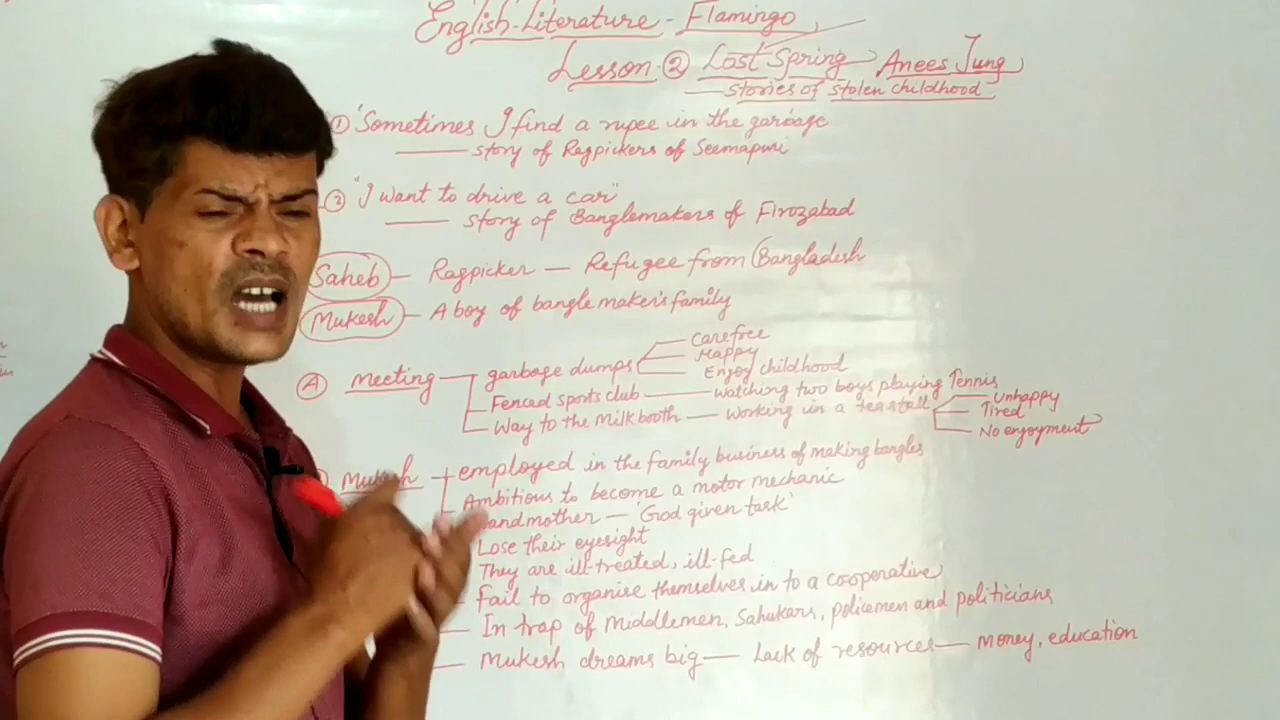 English Literature - Flamingo
Lesson ② Lost Spring Anees Jung
stories of stolen childhood
① 'Sometimes I find a rupee in the garbage
story of Ragpickers of Seemapuri
② "I want to drive a car"
story of Banglemakers of Firozabad
Saheb - Ragpicker - Refugee from Bangladesh
Mukesh - A boy of bangle maker's family
Ⓐ meeting garbage dumps Carefree
Happy
Enjoy childhood
Fenced sports club - watching two boys playing Tennis
Way to the Milk booth - working in a teastall unhappy
Tired
No enjoyment
Mukesh employed in the family business of making bangles
Ambitious to become a motor mechanic
andmother - 'God given task'
Lose their eyesight
They are ill-treated, ill-fed
Fail to organise themselves in to a cooperative
In trap of middlemen, Sahukars, policemen and politicians
Mukesh dreams big - Lack of resources - money, education